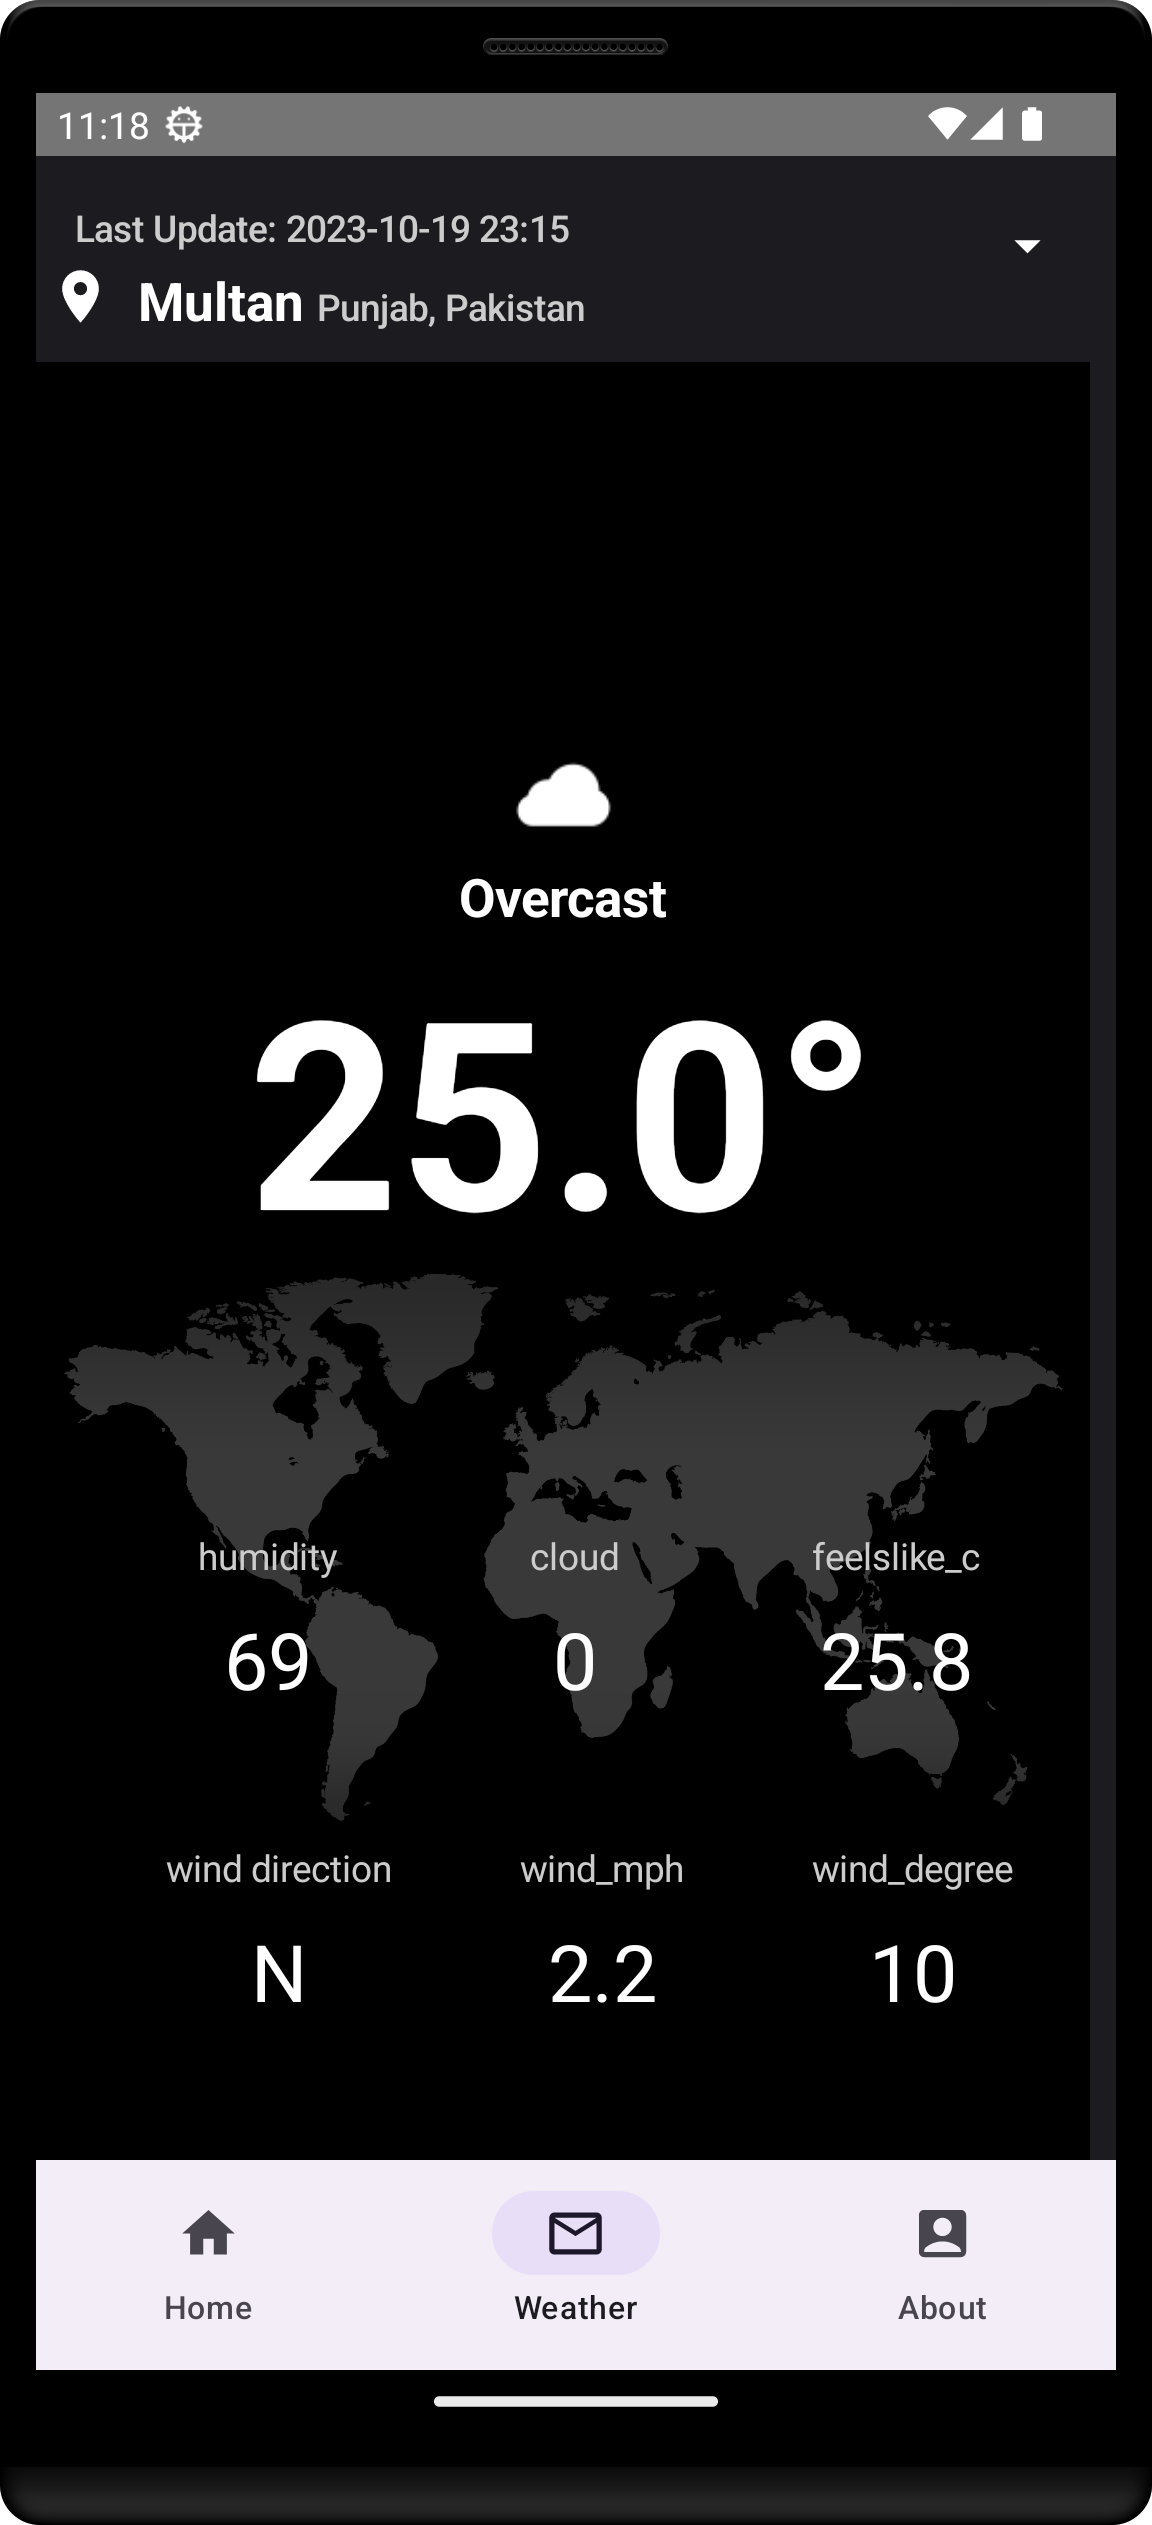 11:18
Last Update: 2023-10-19 23:15
Multan Punjab, Pakistan
Overcast
25.0°
humidity cloud feelslike_c
69 0 25.8
wind direction wind_mph wind_degree
N 2.2 10
Home Weather About